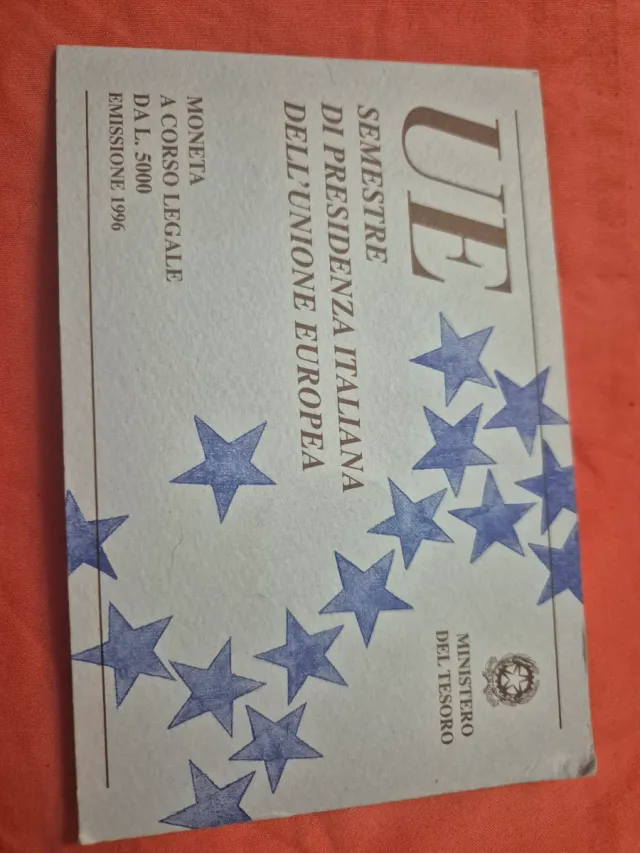 UE
SEMESTRE
DI PRESIDENZA ITALIANA
DELL'UNIONE EUROPEA
MONETA
A CORSO LEGALE
DA L. 5000
EMISSIONE 1996
MINISTERO
DEL TESORO